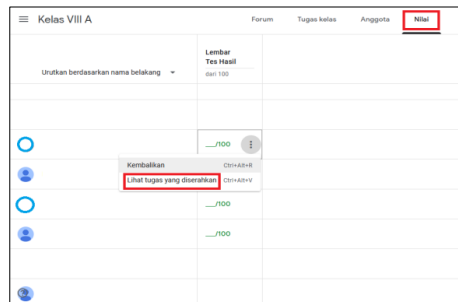 Kelas VIII A
Forum Tugas kelas Anggota Nilai
Lembar
Tes Hasil
dari 100
Urutkan berdasarkan nama belakang
__/100
Kembalikan Ctrl+Alt+R
Lihat tugas yang diserahkan Ctrl+Alt+V
__/100
__/100